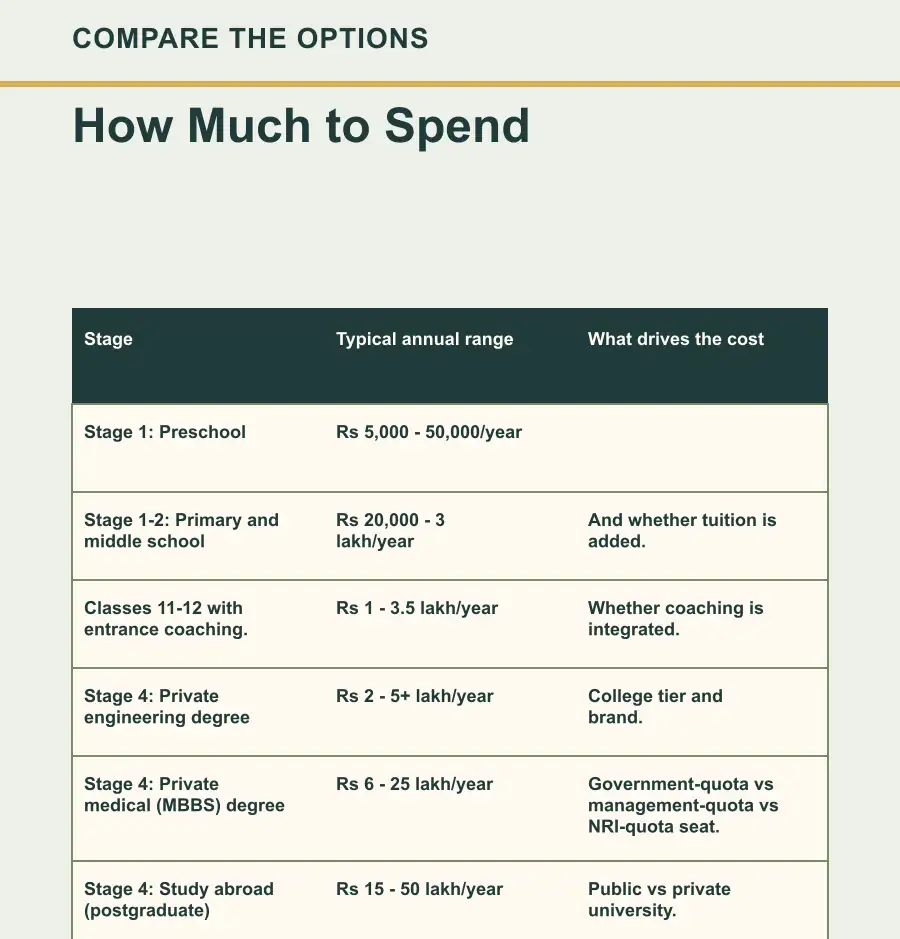 COMPARE THE OPTIONS
How Much to Spend
Stage
Typical annual range
What drives the cost
Stage 1: Preschool
Rs 5,000 - 50,000/year
Stage 1-2: Primary and
middle school
Rs 20,000 - 3
lakh/year
And whether tuition is
added.
Classes 11-12 with
entrance coaching.
Rs 1 - 3.5 lakh/year
Whether coaching is
integrated.
Stage 4: Private
engineering degree
Rs 2 - 5+ lakh/year
College tier and
brand.
Stage 4: Private
medical (MBBS) degree
Rs 6 - 25 lakh/year
Government-quota vs
management-quota vs
NRI-quota seat.
Stage 4: Study abroad
(postgraduate)
Rs 15 - 50 lakh/year
Public vs private
university.